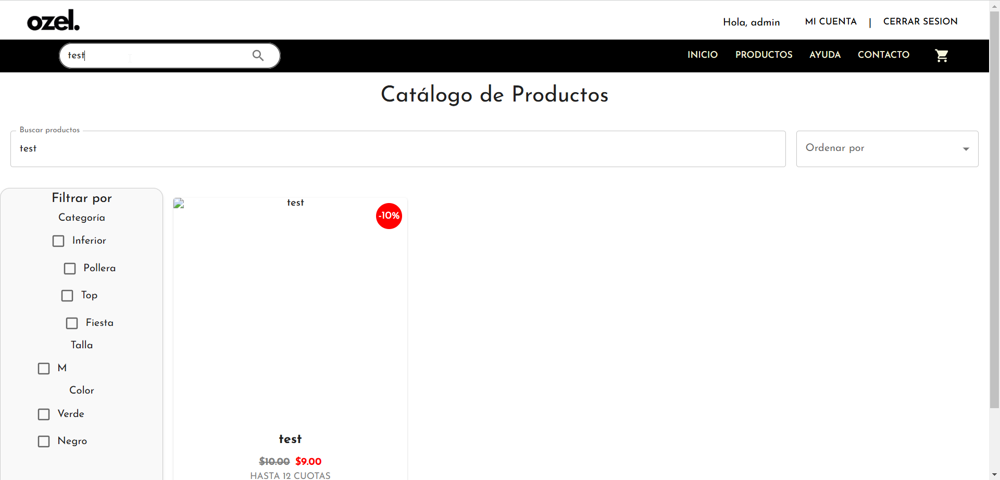 ozel.
Hola, admin MI CUENTA | CERRAR SESION
test
INICIO PRODUCTOS AYUDA CONTACTO
Catálogo de Productos
Buscar productos
test
Ordenar por
Filtrar por
Categoría
Inferior
Pollera
Top
Fiesta
Talla
M
Color
Verde
Negro
test
-10%
test
$10.00 $9.00
HASTA 12 CUOTAS